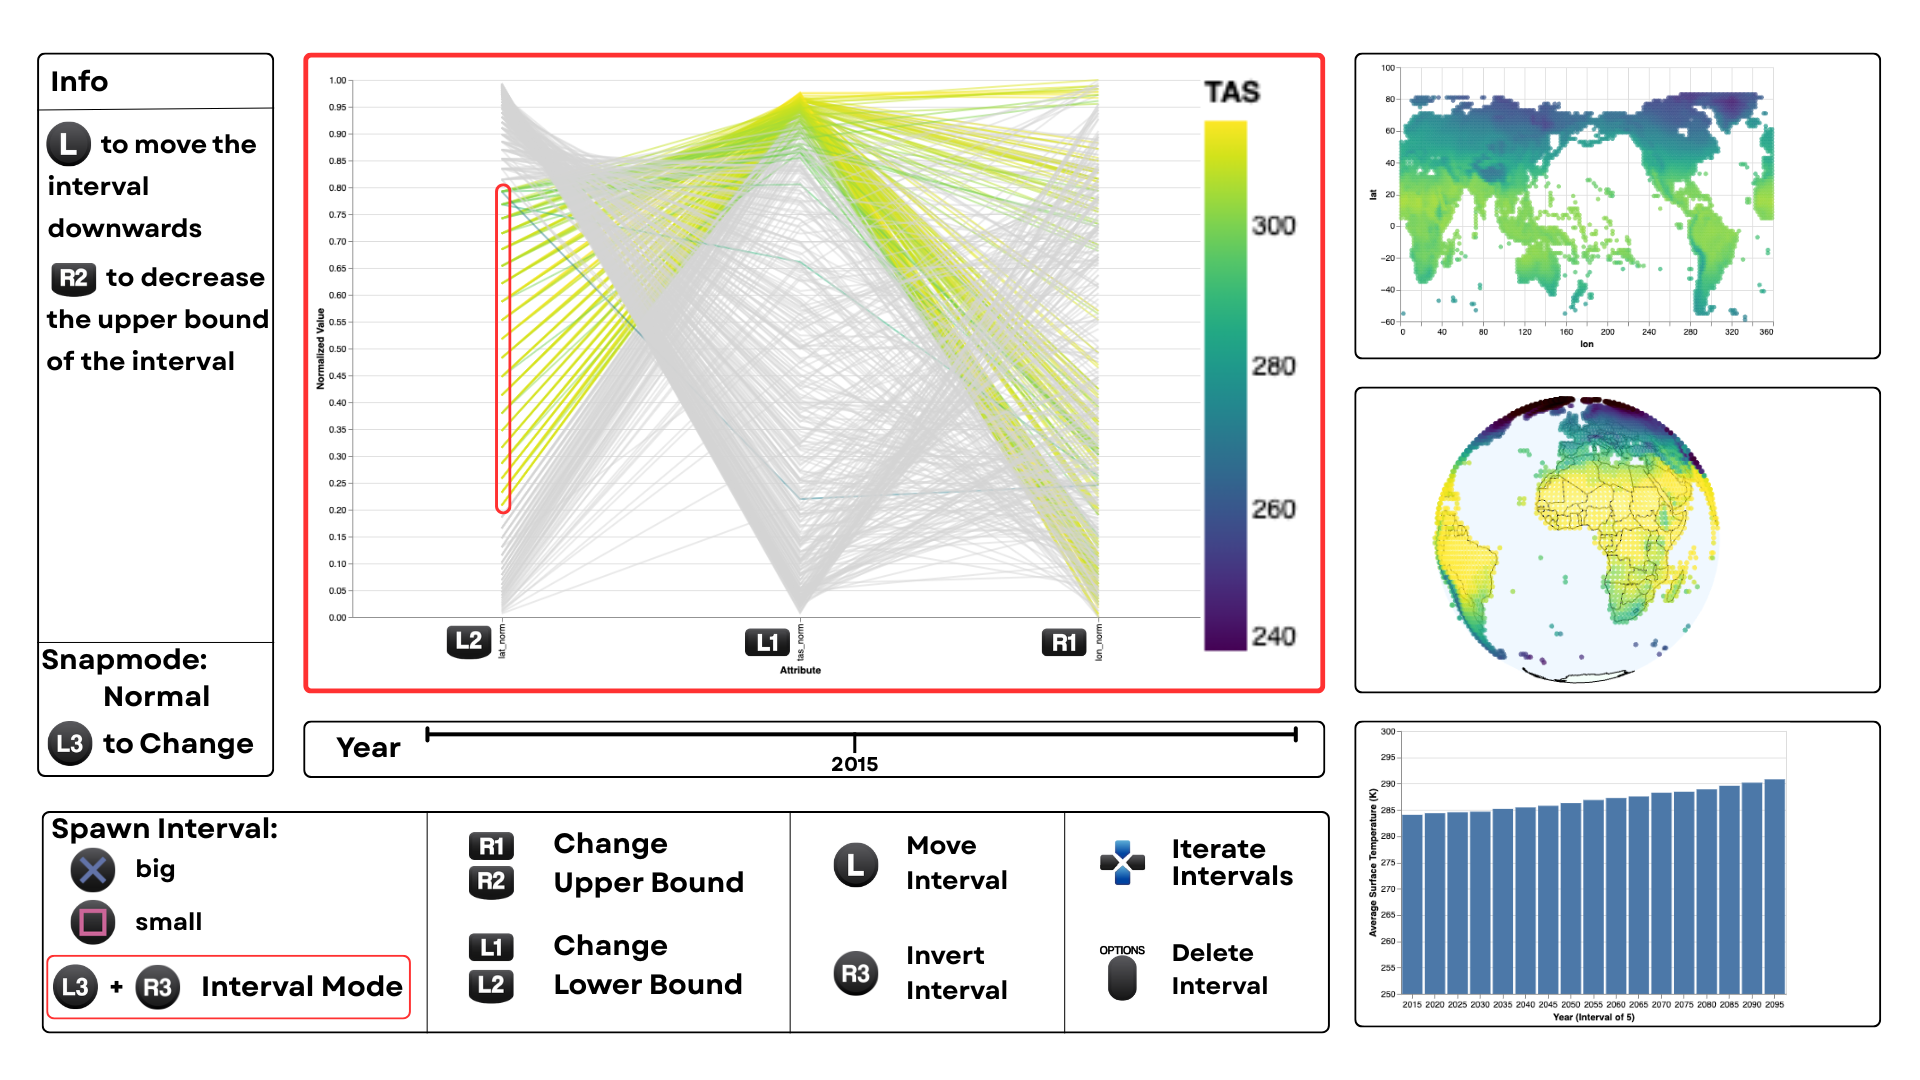 Info
L to move the
interval
downwards
R2 to decrease
the upper bound
of the interval
Snapmode:
Normal
L3 to Change
1.00
0.95
0.90
0.85
0.80
0.75
0.70
0.65
0.60
0.55
0.50
0.45
0.40
0.35
0.30
0.25
0.20
0.15
0.10
0.05
0.00
Normalized Value
L2 lat_norm
L1 tas_norm
R1 lon_norm
Attribute
TAS
300
280
260
240
Year
2015
Spawn Interval:
big
small
L3 + R3 Interval Mode
R1 Change
R2 Upper Bound
L1 Change
L2 Lower Bound
L Move
Interval
R3 Invert
Interval
Iterate
Intervals
OPTIONS
Delete
Interval
100
80
60
40
20
0
−20
−40
−60
lat
0 40 80 120 160 200 240 280 320 360
lon
300
295
290
285
280
275
270
265
260
255
250
Average Surface Temperature (K)
2015 2020 2025 2030 2035 2040 2045 2050 2055 2060 2065 2070 2075 2080 2085 2090 2095
Year (Interval of 5)